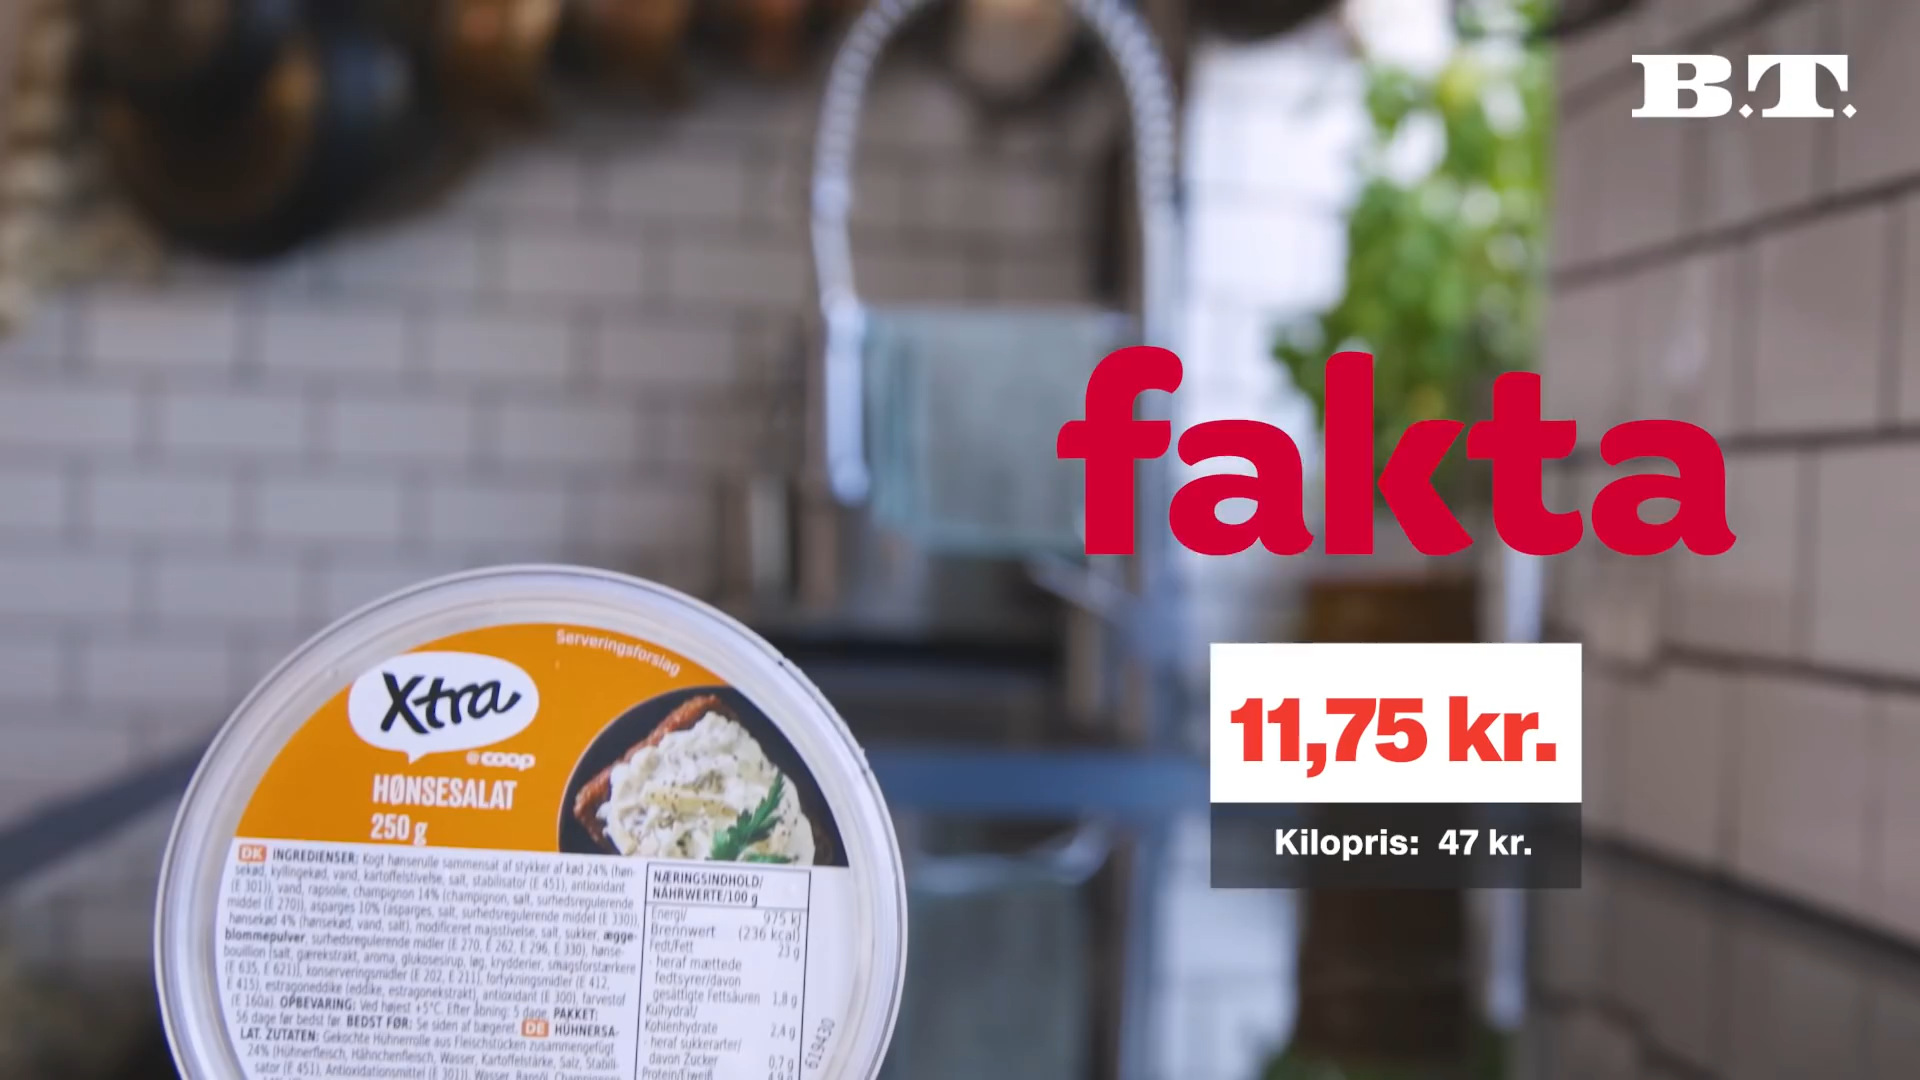 B.T.
fakta
11,75 kr.
Kilopris: 47 kr.
Serveringsforslag
Xtra
coop
HØNSESALAT
250 g
DK INGREDIENSER: Kogt hønserulle sammensat af stykker af kød 24% (høn-
sekød, kyllingekød, vand, kartoffelstivelse, salt, stabilisator (E 451), antioxidant
(E 301)), vand, rapsolie, champignon 14% (champignon, salt, surhedsregulerende
middel (E 270)), asparges 10% (asparges, salt, surhedsregulerende middel (E 330)),
hønsekød 4% (hønsekød, vand, salt), modificeret majsstivelse, salt, sukker, ægge-
blommepulver, surhedsregulerende midler (E 270, E 262, E 296, E 330), hønse-
bouillon (salt, gærekstrakt, aroma, glukosesirup, løg, krydderier, smagsforstærkere
(E 635, E 621)), konserveringsmidler (E 202, E 211), fortykningsmidler (E 412,
E 415), estragoneddike (eddike, estragonekstrakt), antioxidant (E 300), farvestof
(E 160a). OPBEVARING: Ved højest +5°C. Efter åbning: 5 dage. PAKKET:
56 dage før bedst før. BEDST FØR: Se siden af bægeret. DE HÜHNERSA-
LAT. ZUTATEN: Gekochte Hühnerrolle aus Fleischstücken zusammengefügt
24% (Hühnerfleisch, Hähnchenfleisch, Wasser, Kartoffelstärke, Salz, Stabili-
sator (E 451), Antioxidationsmittel (E 301)), Wasser, Rapsöl, Champignons
NÆRINGSINDHOLD/
NÄHRWERTE/100 g
Energi/ 975 kJ
Brennwert (236 kcal)
Fedt/Fett 23 g
- heraf mættede
fedtsyrer/davon
gesättigte Fettsäuren 1,8 g
Kulhydrat/
Kohlenhydrate 2,4 g
- heraf sukkerarter/
davon Zucker 0,7 g
Protein/Eiweiß 4,9 g
619430